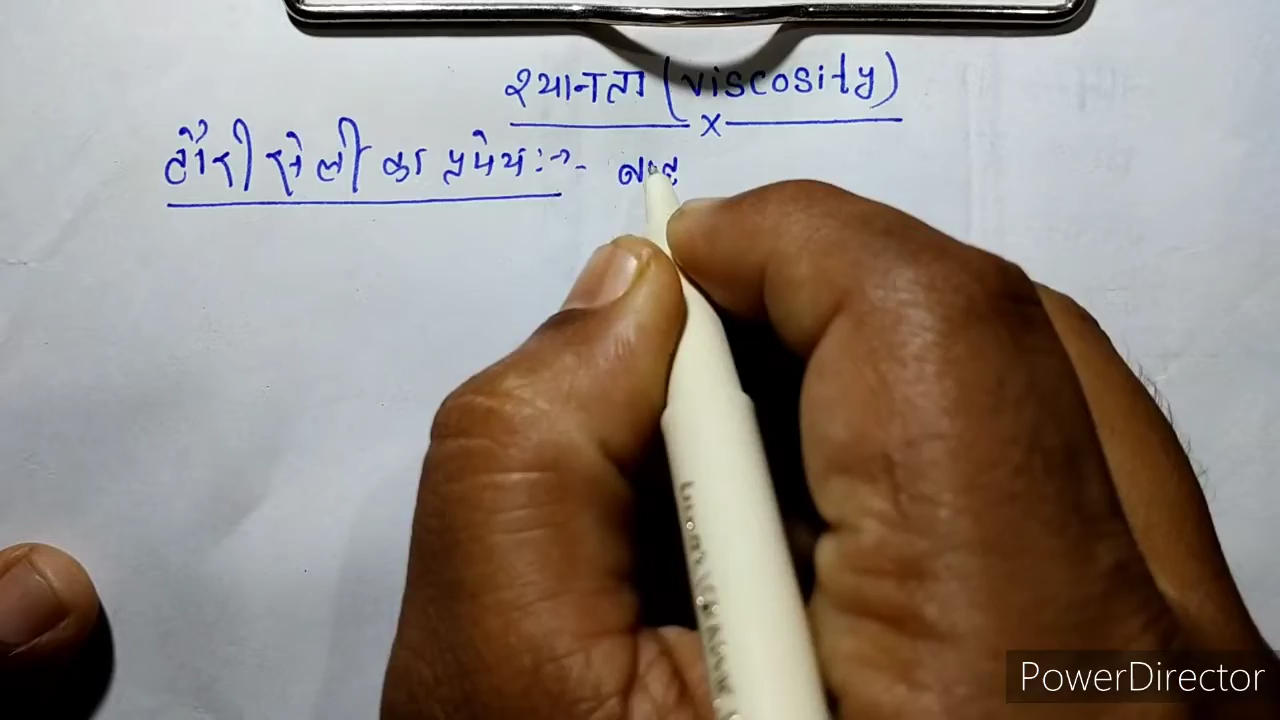 श्यानता (viscosity)
x
टौरी सेली का प्रमेय :-
PowerDirector